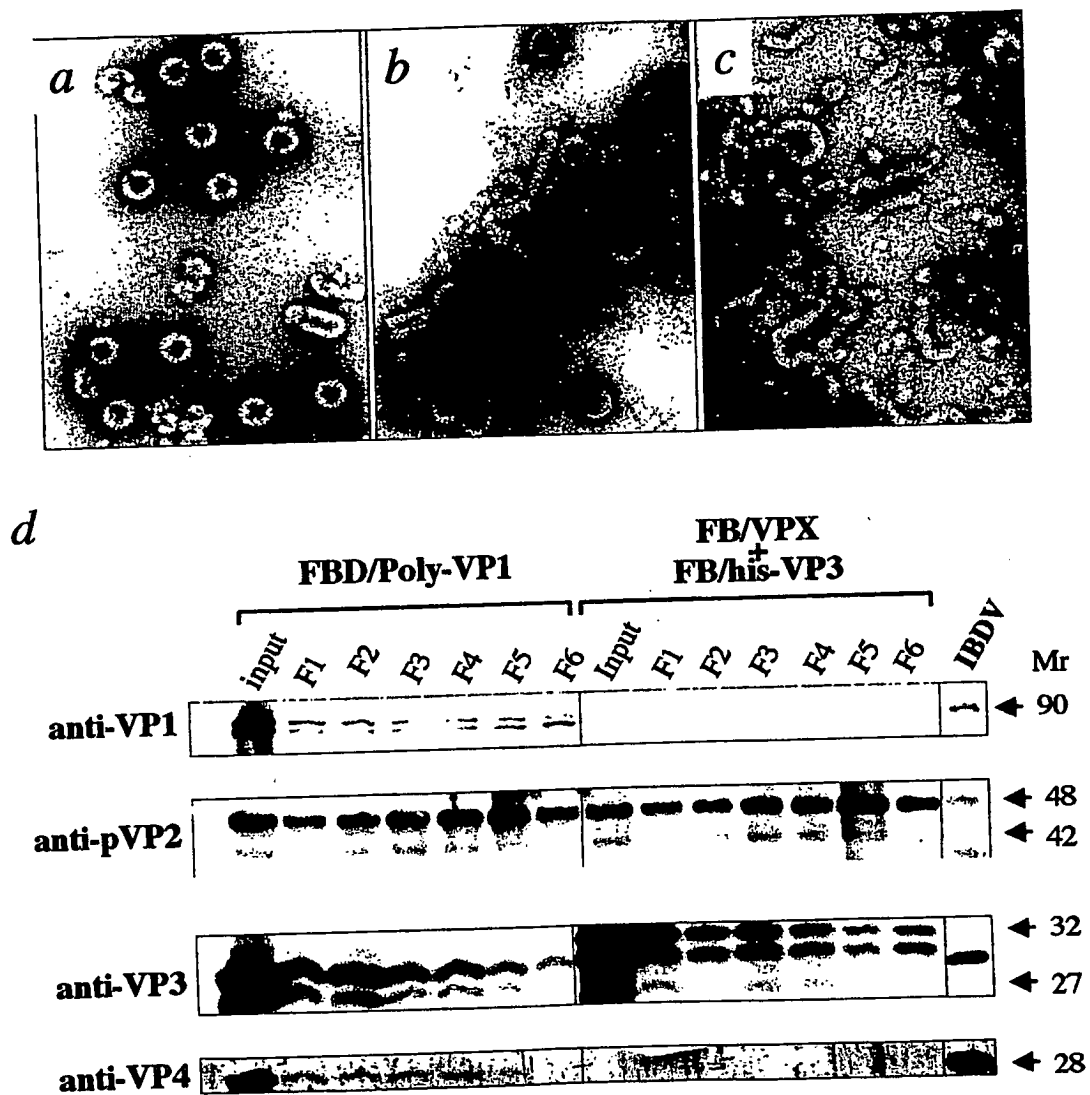 a b c
d
FBD/Poly-VP1
FB/VPX
+
FB/his-VP3
input F1 F2 F3 F4 F5 F6 Input F1 F2 F3 F4 F5 F6 IBDV Mr
anti-VP1 90
anti-pVP2 48
42
anti-VP3 32
27
anti-VP4 28